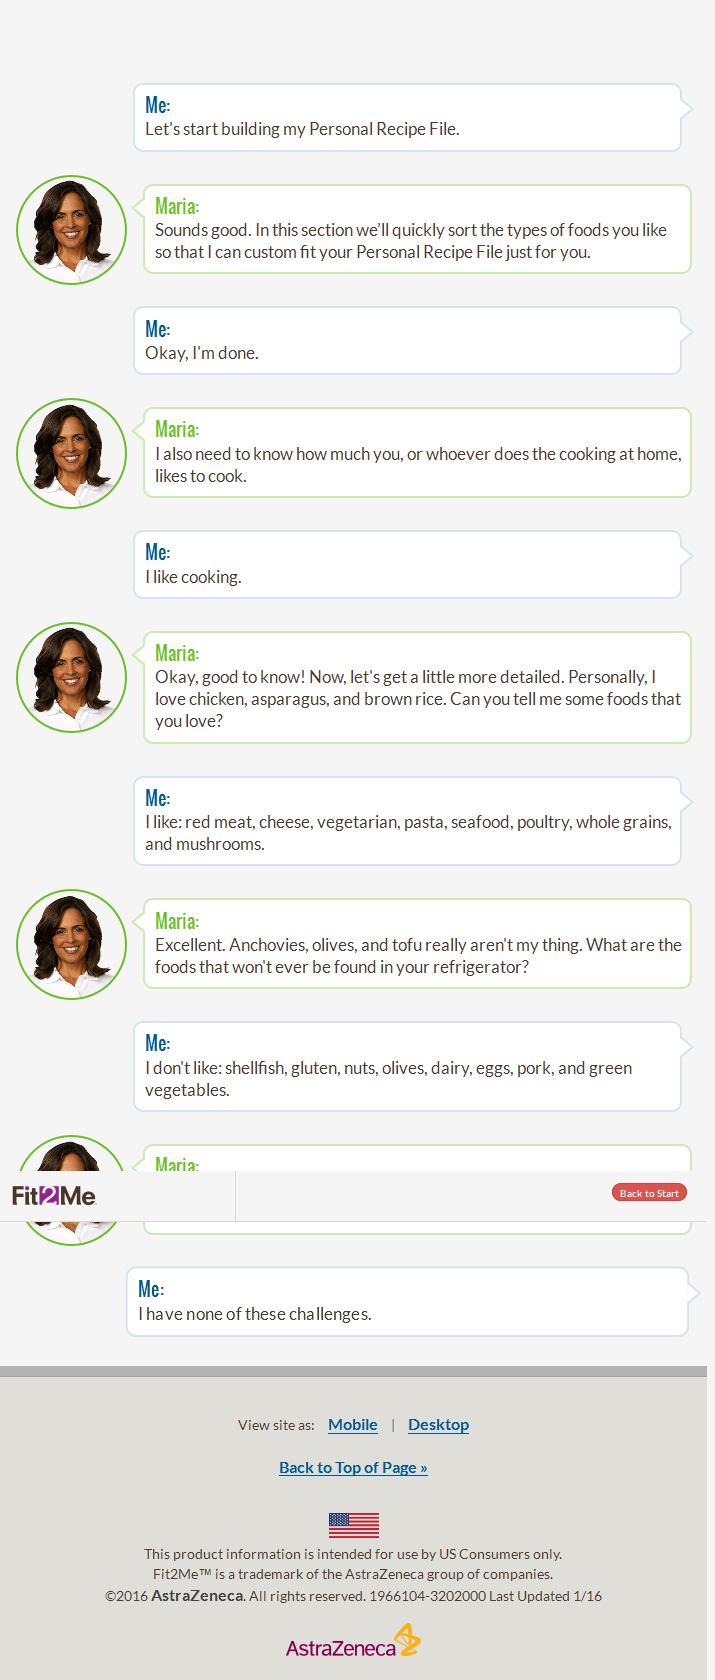 Me:
Let's start building my Personal Recipe File.
Maria:
Sounds good. In this section we’ll quickly sort the types of foods you like
so that I can custom fit your Personal Recipe File just for you.
Me:
Okay, I'm done.
Maria:
I also need to know how much you, or whoever does the cooking at home,
likes to cook.
Me:
I like cooking.
Maria:
Okay, good to know! Now, let's get a little more detailed. Personally, I
love chicken, asparagus, and brown rice. Can you tell me some foods that
you love?
Me:
I like: red meat, cheese, vegetarian, pasta, seafood, poultry, whole grains,
and mushrooms.
Maria:
Excellent. Anchovies, olives, and tofu really aren't my thing. What are the
foods that won't ever be found in your refrigerator?
Me:
I don't like: shellfish, gluten, nuts, olives, dairy, eggs, pork, and green
vegetables.
Maria:
Fit2Me
Back to Start
Me:
I have none of these challenges.
View site as: Mobile | Desktop
Back to Top of Page »
This product information is intended for use by US Consumers only.
Fit2Me™ is a trademark of the AstraZeneca group of companies.
©2016 AstraZeneca. All rights reserved. 1966104-3202000 Last Updated 1/16
AstraZeneca